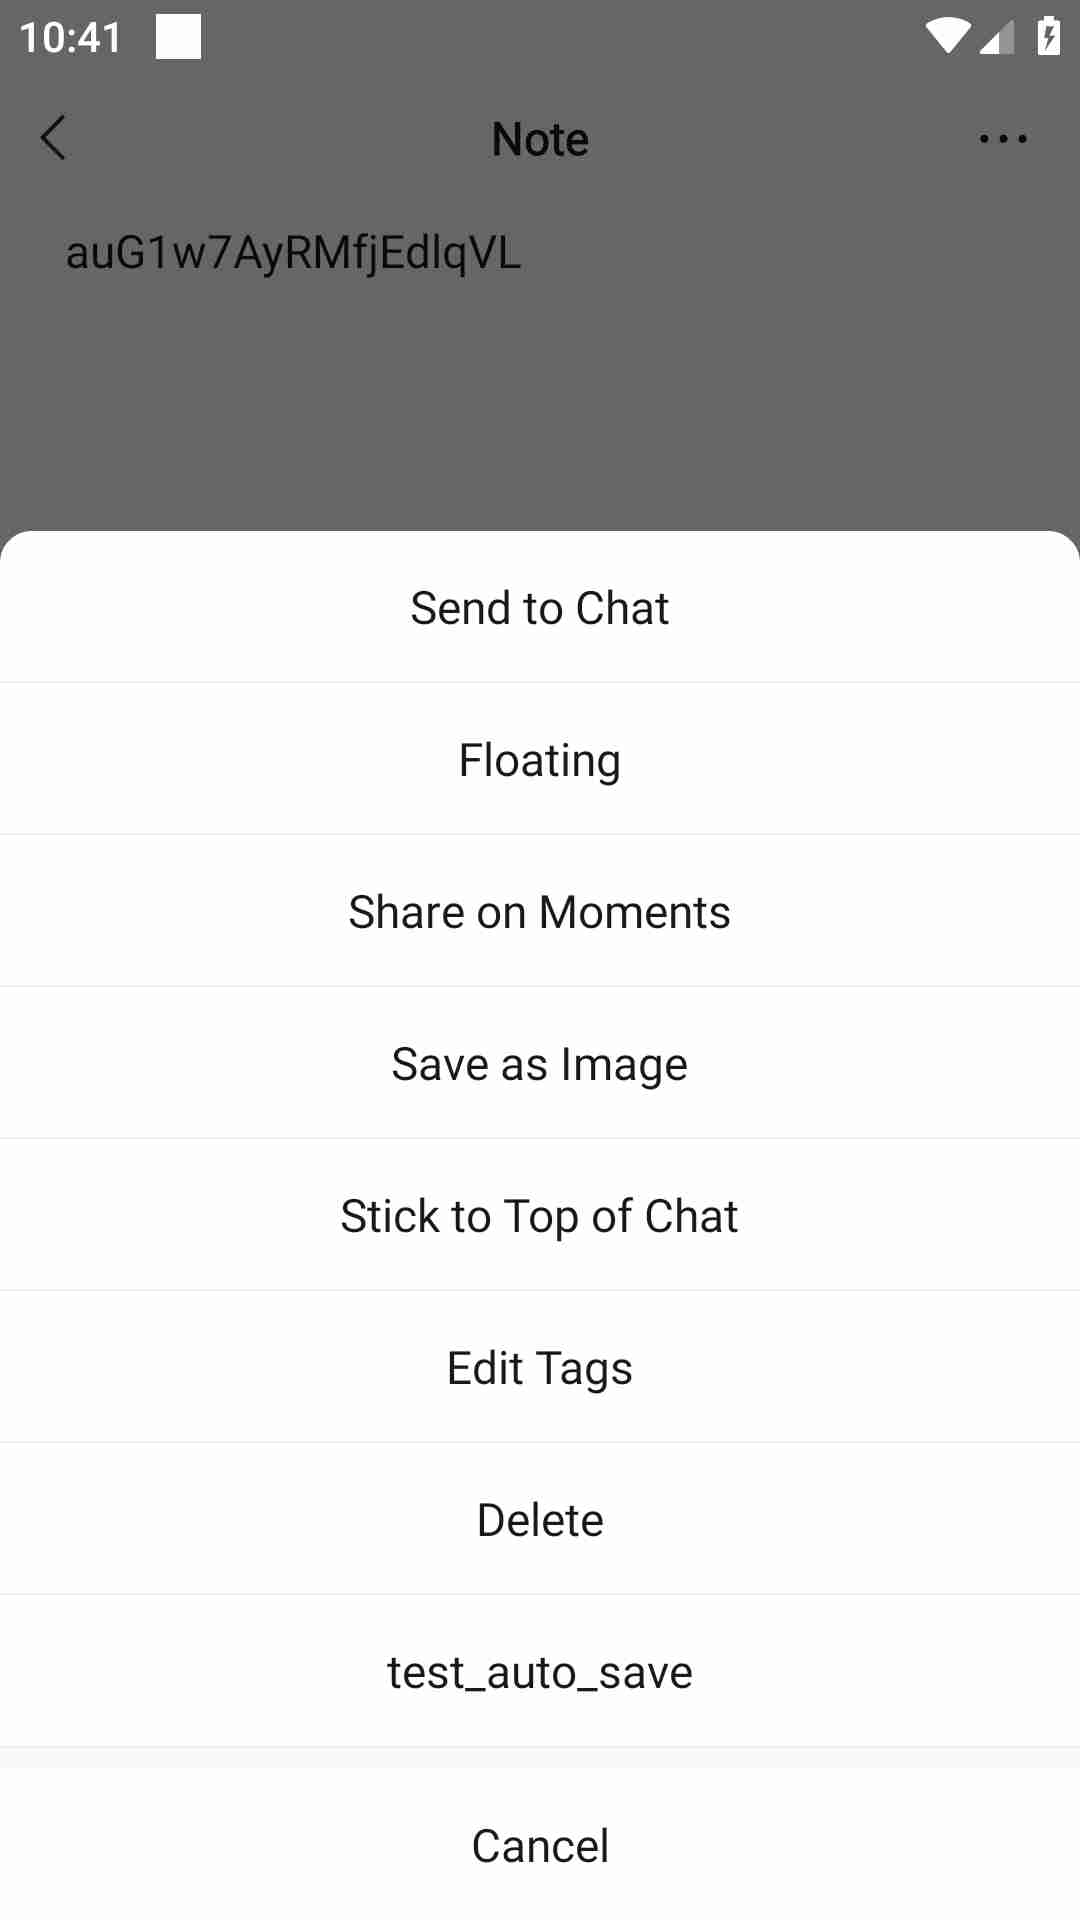 10:41
Note
auG1w7AyRMfjEdlqVL
Send to Chat
Floating
Share on Moments
Save as Image
Stick to Top of Chat
Edit Tags
Delete
test_auto_save
Cancel